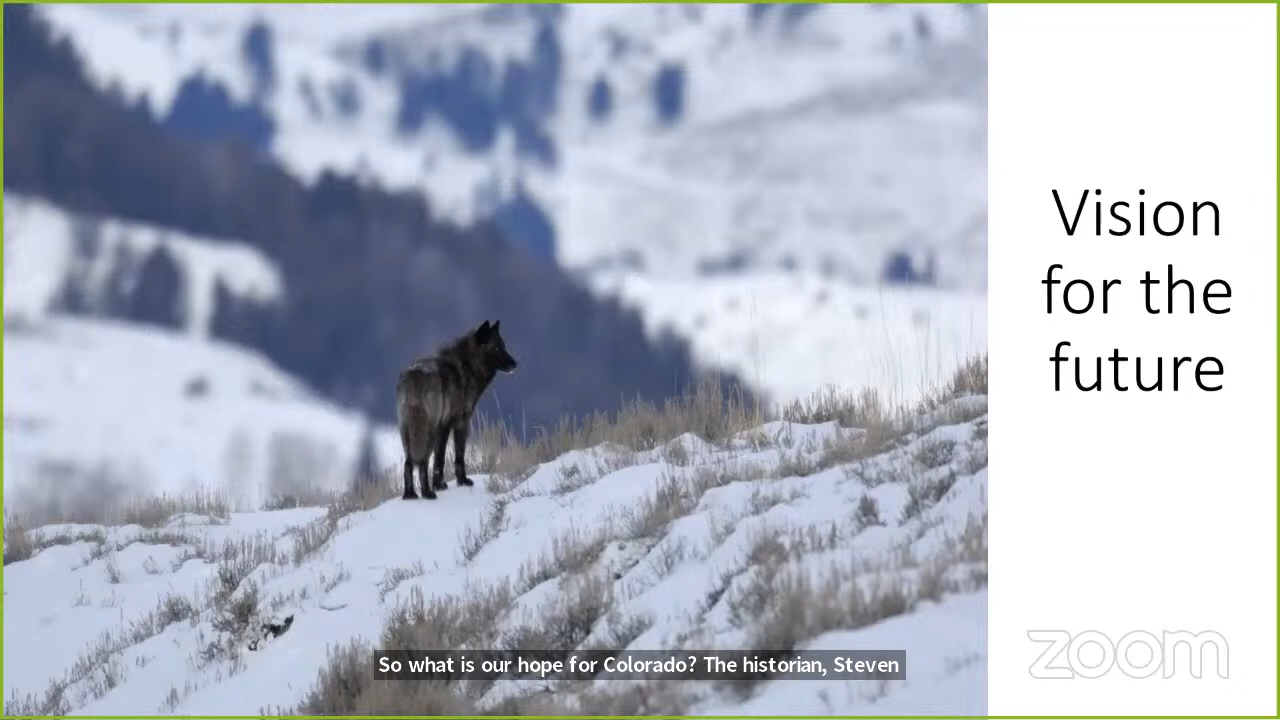 Vision
for the
future
zoom
So what is our hope for Colorado? The historian, Steven